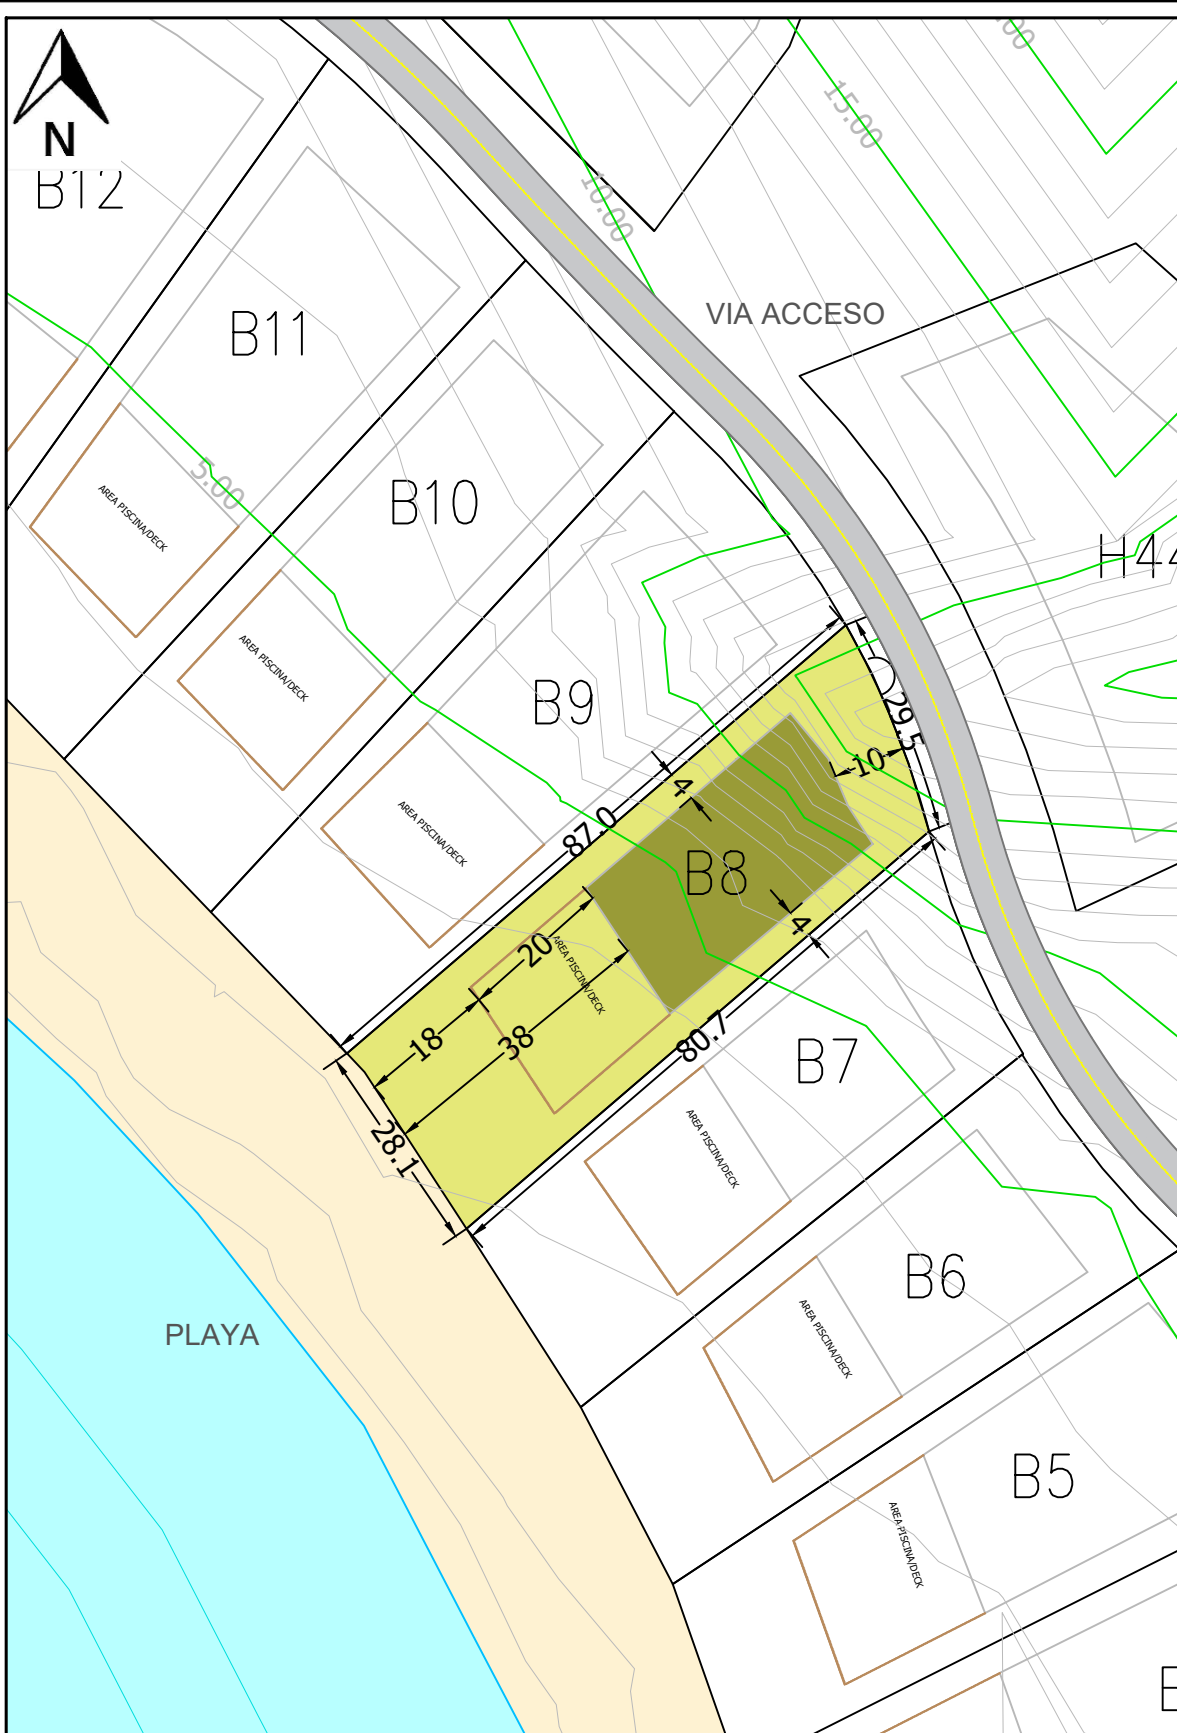 N
B12
15.00
10.00
VIA ACCESO
B11
5.00
AREA PISCINA/DECK
B10
H44
AREA PISCINA/DECK
B9
29.5
10
4
87.0
AREA PISCINA/DECK
B8
4
20
AREA PISCINA/DECK
18
38
80.7
B7
28.1
AREA PISCINA/DECK
B6
PLAYA
AREA PISCINA/DECK
B5
AREA PISCINA/DECK